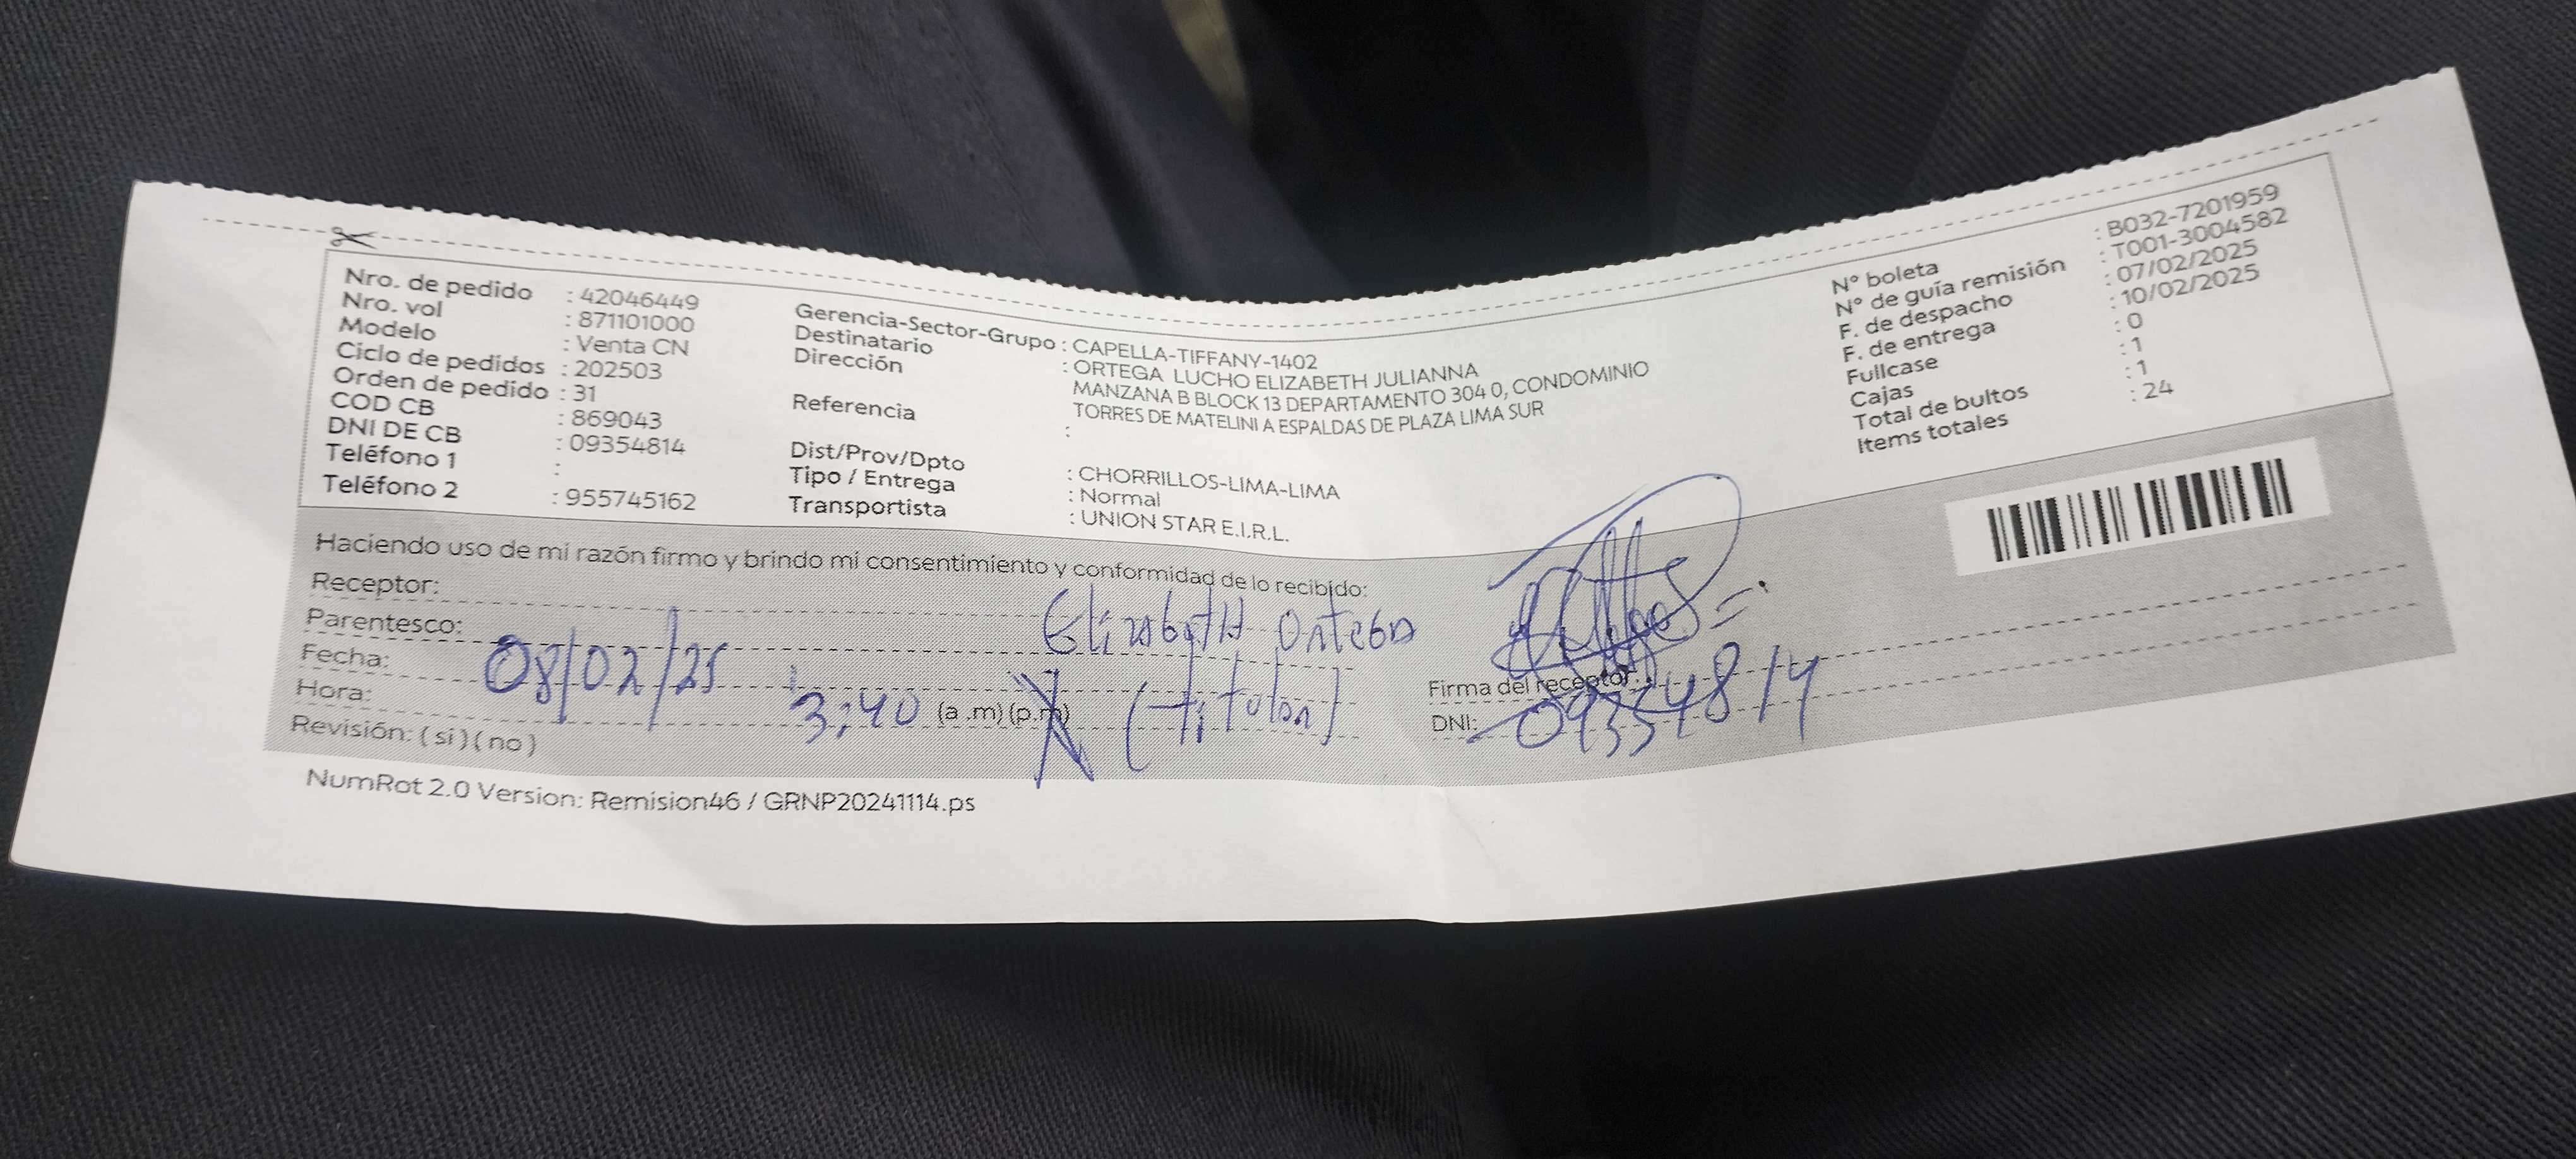 Nro. de pedido : 42046449
Nro. vol : 871101000
Modelo : Venta CN
Ciclo de pedidos : 202503
Orden de pedido : 31
COD CB : 869043
DNI DE CB : 09354814
Teléfono 1 :
Teléfono 2 : 955745162
Gerencia-Sector-Grupo : CAPELLA-TIFFANY-1402
Destinatario : ORTEGA LUCHO ELIZABETH JULIANNA
Dirección MANZANA B BLOCK 13 DEPARTAMENTO 304 0, CONDOMINIO
TORRES DE MATELINI A ESPALDAS DE PLAZA LIMA SUR
Referencia :
Dist/Prov/Dpto : CHORRILLOS-LIMA-LIMA
Tipo / Entrega : Normal
Transportista : UNION STAR E.I.R.L.
N° boleta : B032-7201959
N° de guía remisión : T001-3004582
F. de despacho : 07/02/2025
F. de entrega : 10/02/2025
Fullcase : 0
Cajas : 1
Total de bultos : 1
Items totales : 24
Haciendo uso de mi razón firmo y brindo mi consentimiento y conformidad de lo recibido:
Receptor: Elizabeth Ortega
Parentesco: (titular)
Fecha: 08/02/25
Hora: 3:40 (a .m) (p.m)
Revisión: ( si ) ( no )
Firma del receptor:
DNI: 09354814
NumRot 2.0 Version: Remision46 / GRNP20241114.ps